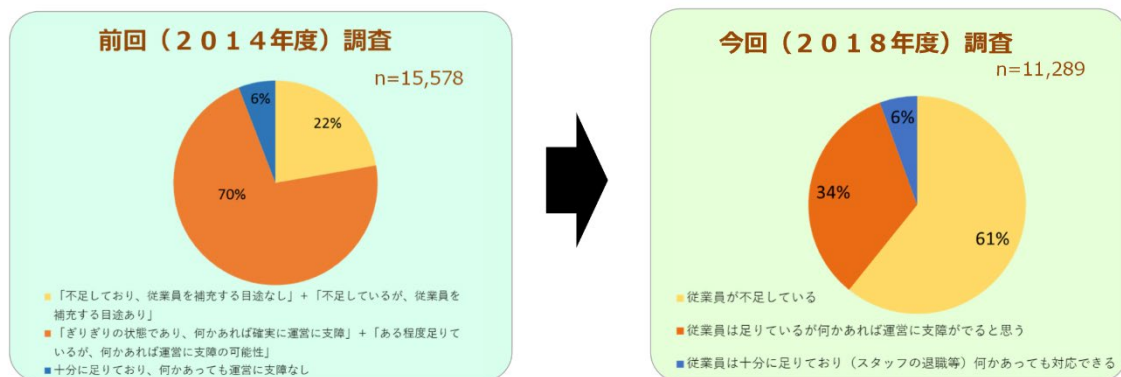 前回（２０１４年度）調査
n=15,578
6%
22%
70%
「不足しており、従業員を補充する目途なし」+「不足しているが、従業員を
補充する目途あり」
「ぎりぎりの状態であり、何かあれば確実に運営に支障」+「ある程度足りて
いるが、何かあれば運営に支障の可能性」
十分に足りており、何かあっても運営に支障なし
今回（２０１８年度）調査
n=11,289
6%
34%
61%
従業員が不足している
従業員は足りているが何かあれば運営に支障がでると思う
従業員は十分に足りており（スタッフの退職等）何かあっても対応できる